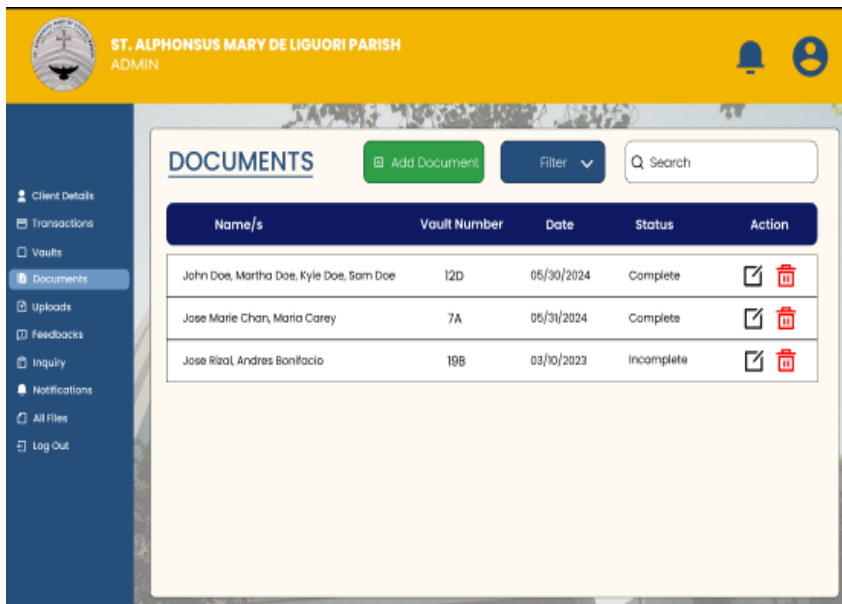 ST. ALPHONSUS MARY DE LIGUORI PARISH
ADMIN
Client Details
Transactions
Vaults
Documents
Uploads
Feedbacks
Inquiry
Notifications
All Files
Log Out
DOCUMENTS
Add Document
Filter
Search
Name/s Vault Number Date Status Action
John Doe, Martha Doe, Kyle Doe, Sam Doe 12D 05/30/2024 Complete
Jose Marie Chan, Maria Carey 7A 05/31/2024 Complete
Jose Rizal, Andres Bonifacio 19B 03/10/2023 Incomplete